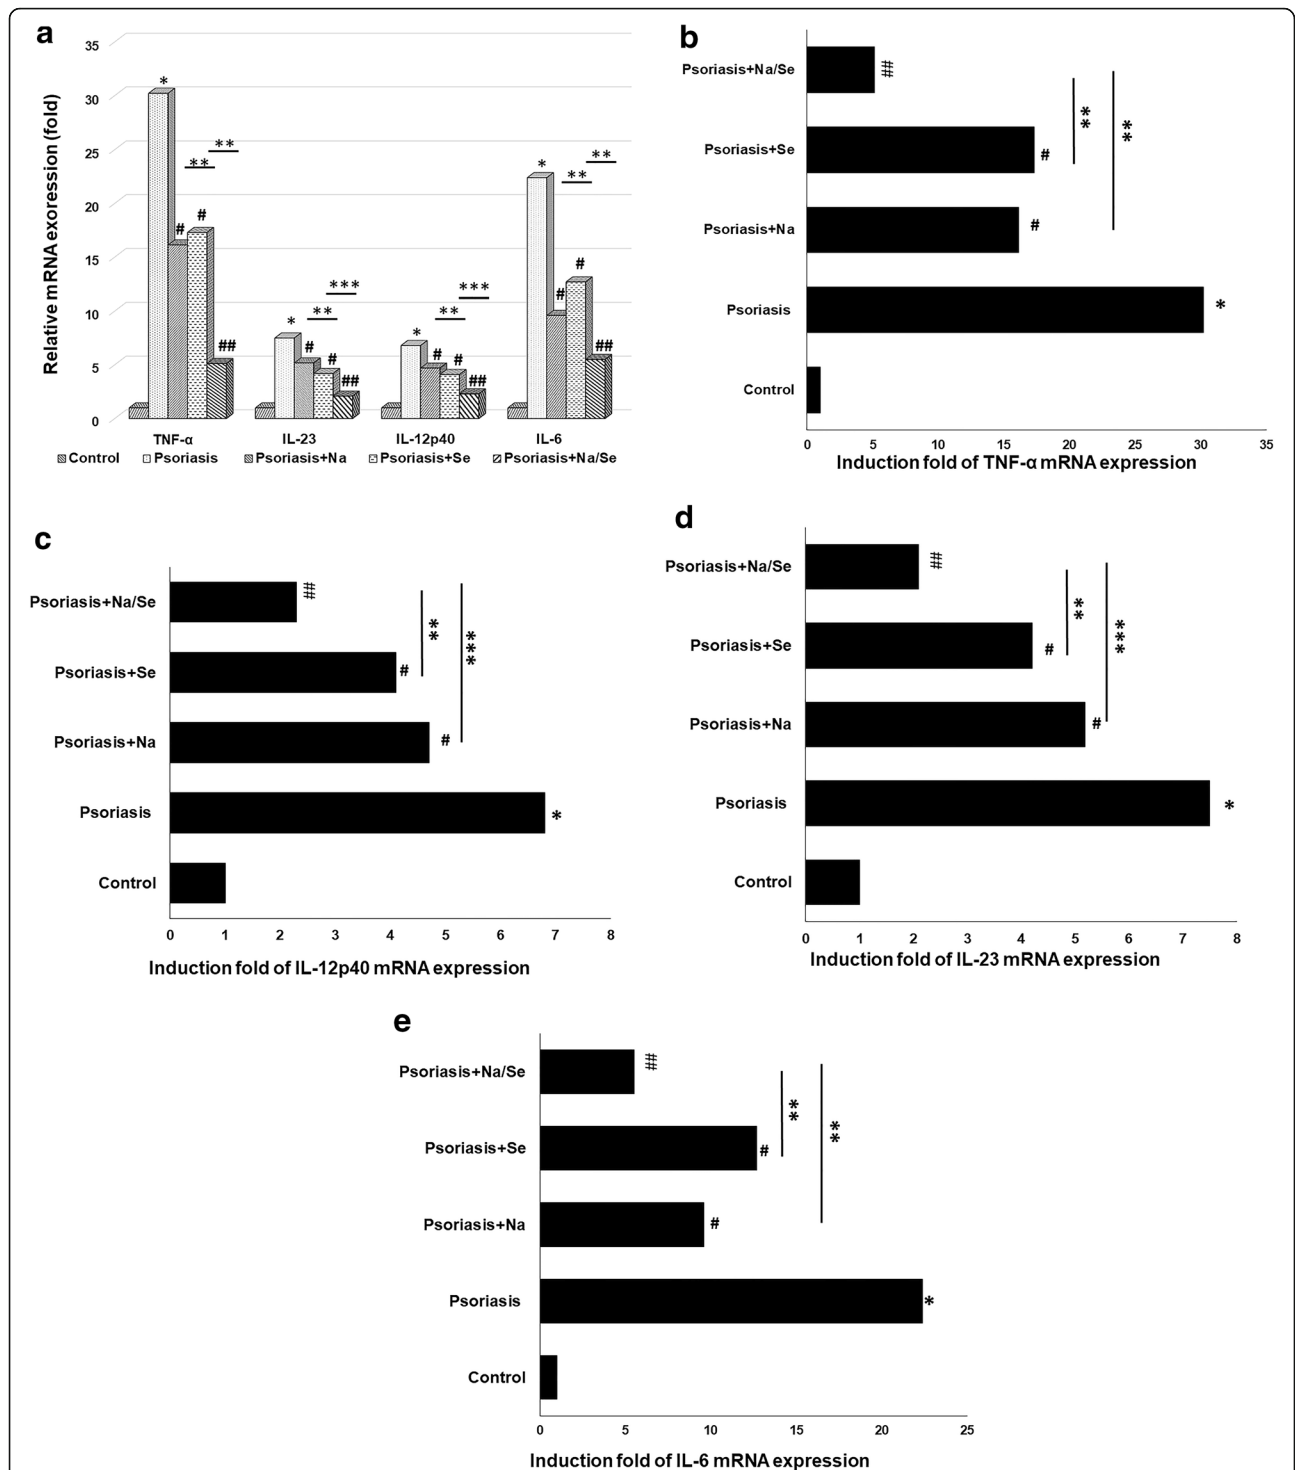 a
35
30
25
20
15
10
5
0
Relative mRNA exoression (fold)
*
#
#
##
**
**
*
#
#
##
**
***
*
#
#
##
**
***
*
#
#
##
**
**
TNF-α IL-23 IL-12p40 IL-6
Control Psoriasis Psoriasis+Na Psoriasis+Se Psoriasis+Na/Se
b
Psoriasis+Na/Se ##
Psoriasis+Se #
Psoriasis+Na #
Psoriasis *
Control
**
**
0 5 10 15 20 25 30 35
Induction fold of TNF-α mRNA expression
c
Psoriasis+Na/Se ##
Psoriasis+Se #
Psoriasis+Na #
Psoriasis *
Control
**
***
0 1 2 3 4 5 6 7 8
Induction fold of IL-12p40 mRNA expression
d
Psoriasis+Na/Se ##
Psoriasis+Se #
Psoriasis+Na #
Psoriasis *
Control
**
***
0 1 2 3 4 5 6 7 8
Induction fold of IL-23 mRNA expression
e
Psoriasis+Na/Se ##
Psoriasis+Se #
Psoriasis+Na #
Psoriasis *
Control
**
**
0 5 10 15 20 25
Induction fold of IL-6 mRNA expression